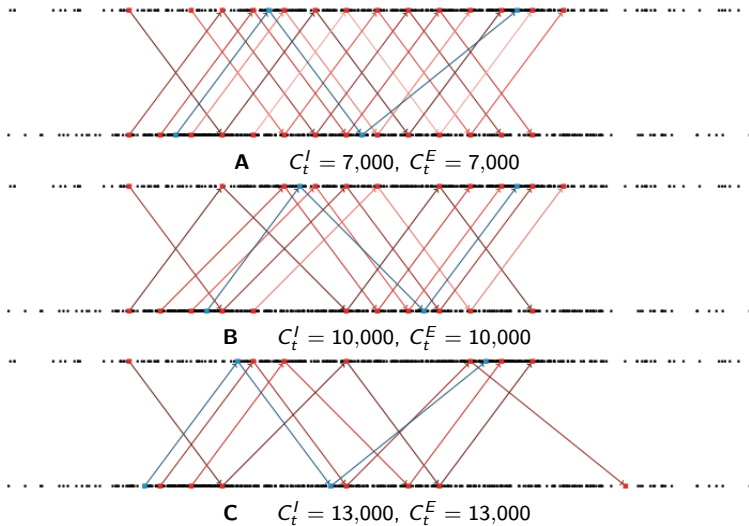 A C_t^I = 7,000, C_t^E = 7,000
B C_t^I = 10,000, C_t^E = 10,000
C C_t^I = 13,000, C_t^E = 13,000